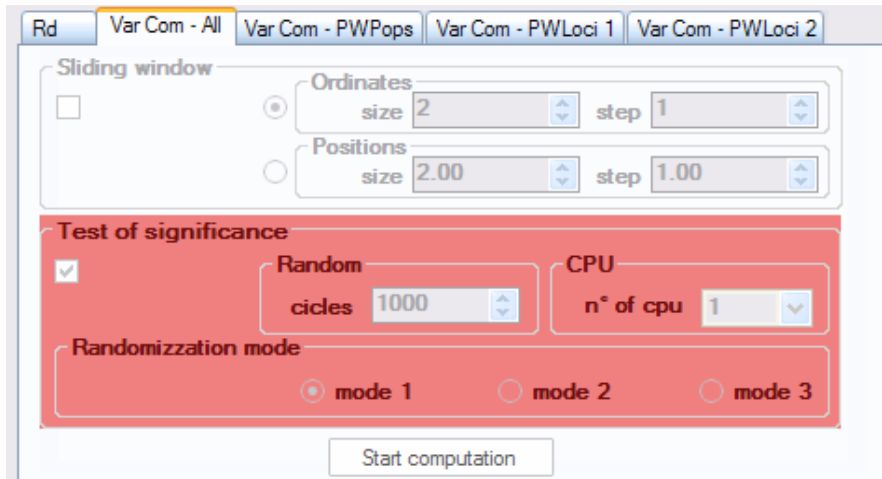 Rd Var Com - All Var Com - PWPops Var Com - PWLoci 1 Var Com - PWLoci 2
Sliding window
Ordinates
size 2 step 1
Positions
size 2.00 step 1.00
Test of significance
Random CPU
cicles 1000 n° of cpu 1
Randomizzation mode
mode 1 mode 2 mode 3
Start computation